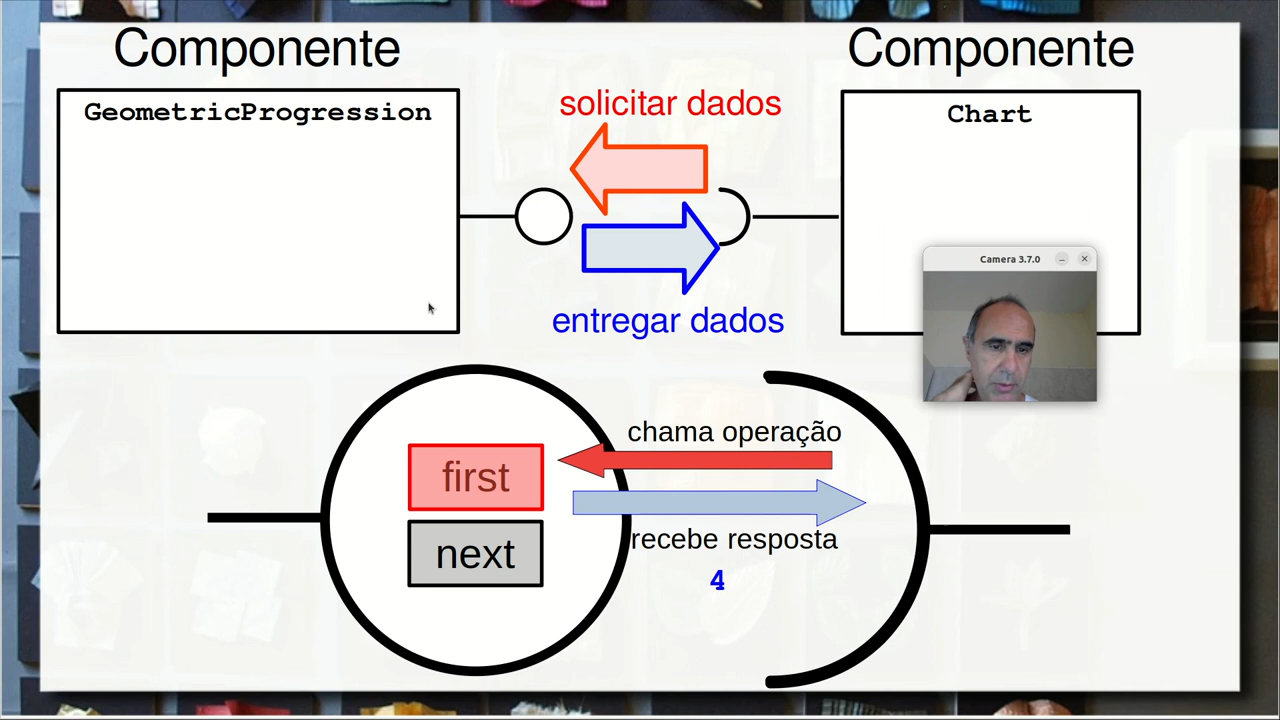 Componente
Componente
GeometricProgression
Chart
solicitar dados
entregar dados
Camera 3.7.0
first
next
chama operação
recebe resposta
4